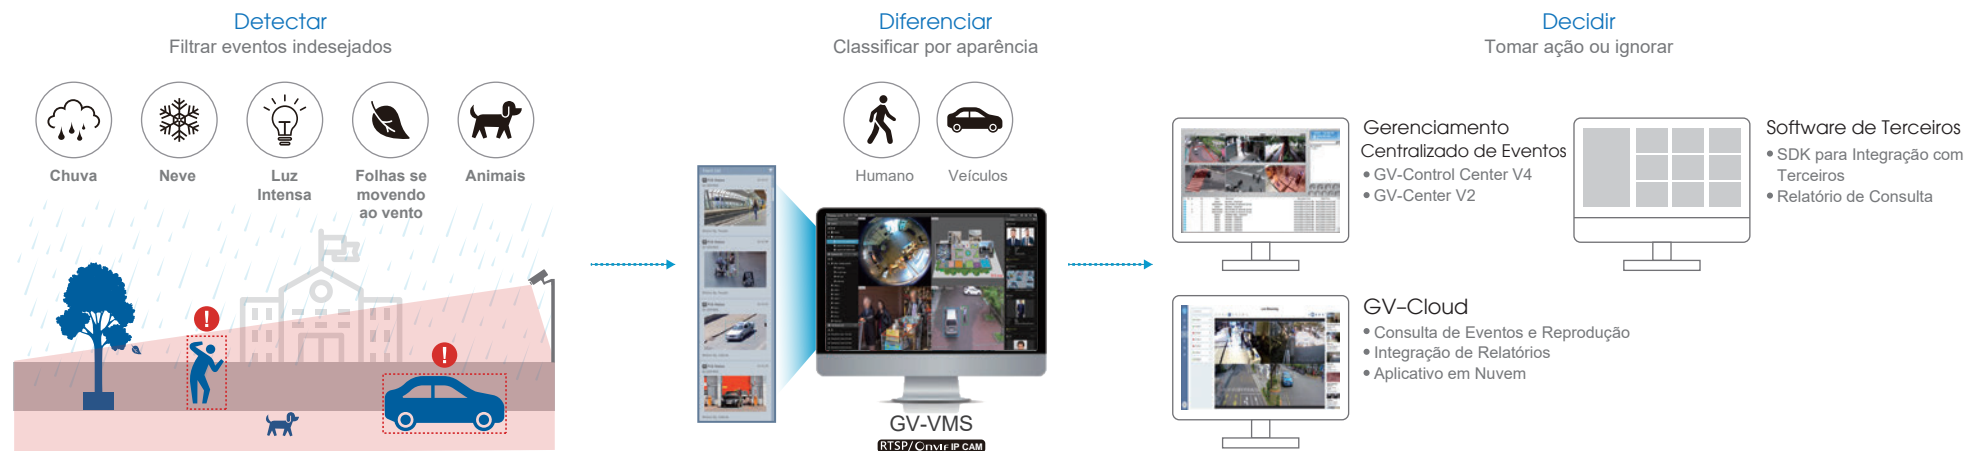 Detectar
Filtrar eventos indesejados
Chuva
Neve
Luz
Intensa
Folhas se
movendo
ao vento
Animais
Diferenciar
Classificar por aparência
Humano
Veículos
GV-VMS
RTSP/ONVIF IP CAM
Decidir
Tomar ação ou ignorar
Gerenciamento
Centralizado de Eventos
• GV-Control Center V4
• GV-Center V2
Software de Terceiros
• SDK para Integração com
Terceiros
• Relatório de Consulta
GV-Cloud
• Consulta de Eventos e Reprodução
• Integração de Relatórios
• Aplicativo em Nuvem